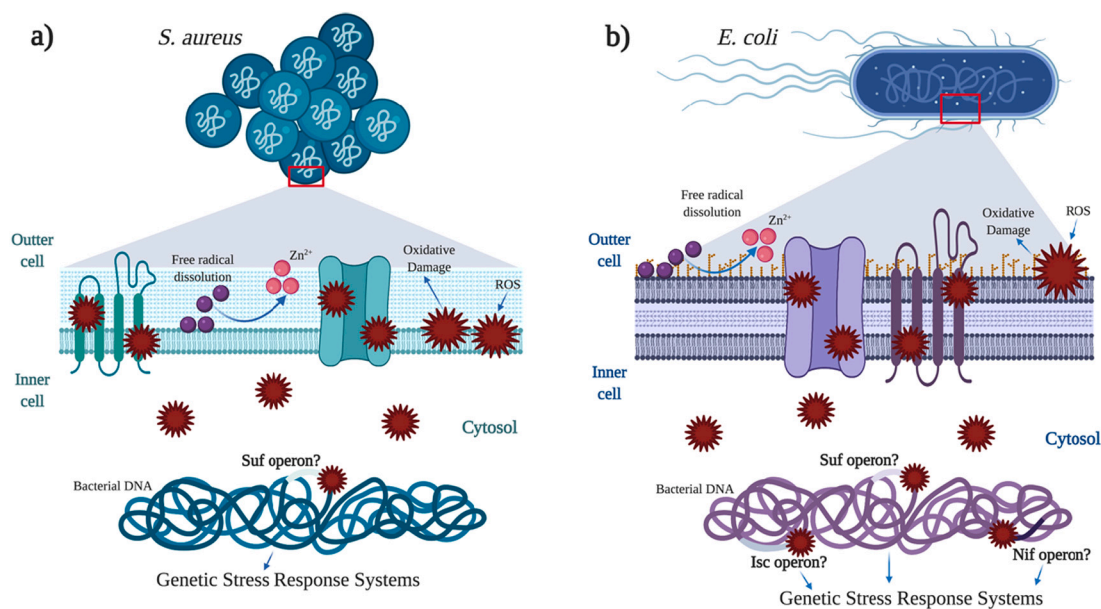 a)
S. aureus
Outter
cell
Free radical
dissolution
Zn²⁺
Oxidative
Damage
ROS
Inner
cell
Cytosol
Suf operon?
Bacterial DNA
Genetic Stress Response Systems
b)
E. coli
Outter
cell
Free radical
dissolution
Zn²⁺
Oxidative
Damage
ROS
Inner
cell
Cytosol
Suf operon?
Bacterial DNA
Isc operon?
Nif operon?
Genetic Stress Response Systems